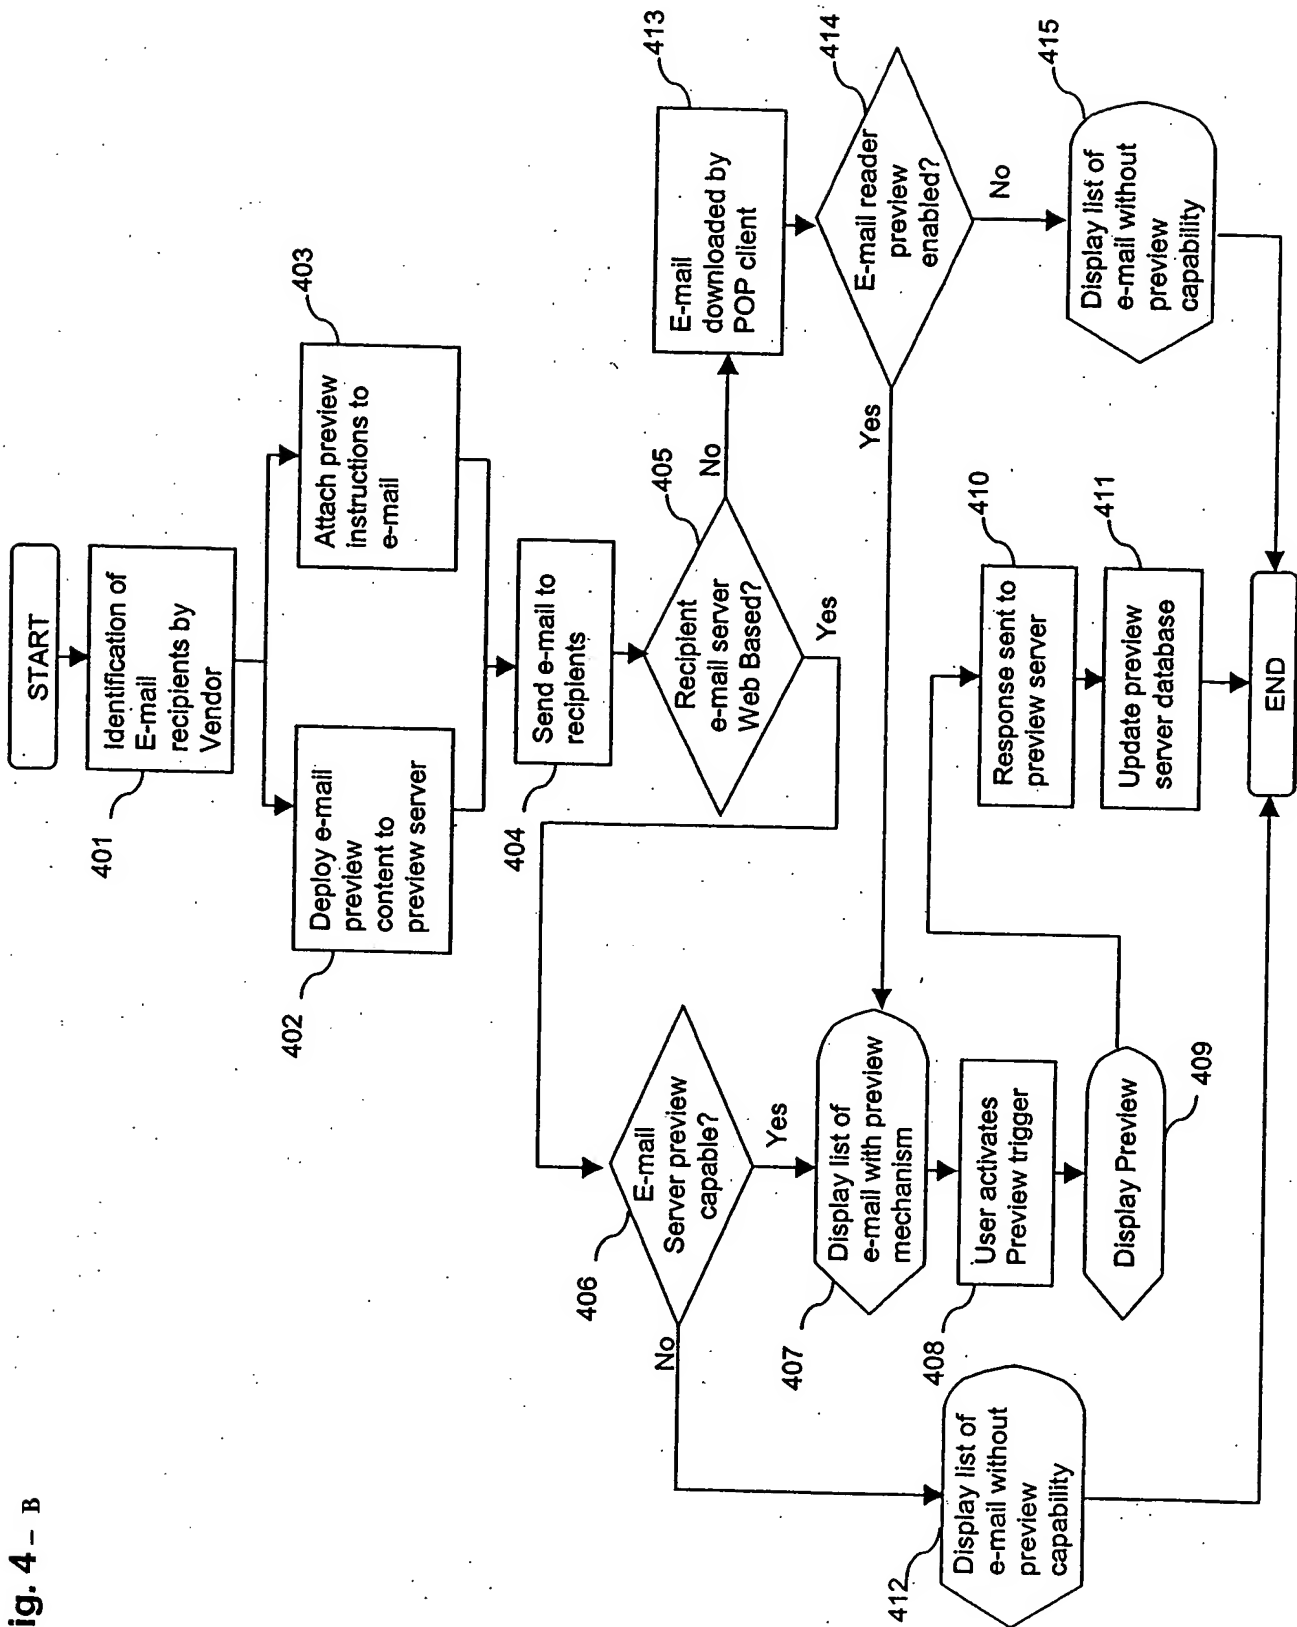 ig. 4 – B
START
401
Identification of
E-mail
recipients by
Vendor
402
Deploy e-mail
preview
content to
preview server
403
Attach preview
instructions to
e-mail
404
Send e-mail to
recipients
405
Recipient
e-mail server
Web Based?
No
Yes
413
E-mail
downloaded by
POP client
414
E-mail reader
preview
enabled?
Yes
No
415
Display list of
e-mail without
preview
capability
406
E-mail
Server preview
capable?
No
Yes
407
Display list of
e-mail with preview
mechanism
408
User activates
Preview trigger
409
Display Preview
410
Response sent to
preview server
411
Update preview
server database
412
Display list of
e-mail without
preview
capability
END